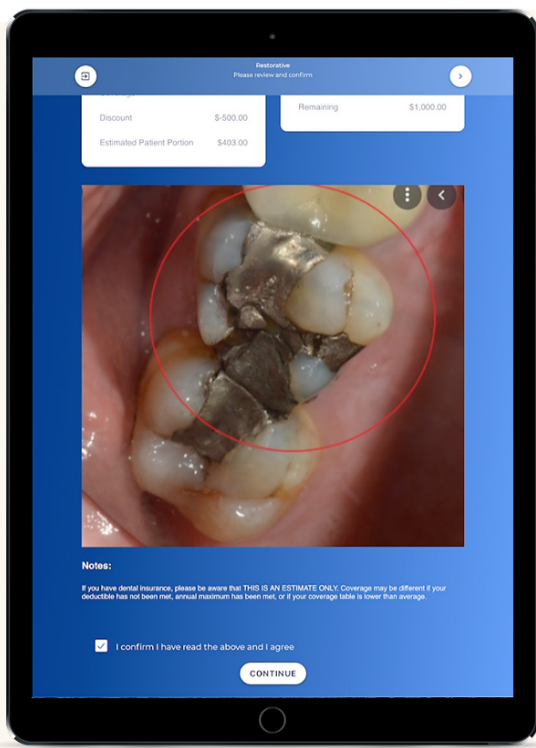 Restorative
Please review and confirm
Discount $-500.00
Estimated Patient Portion $403.00
Remaining $1,000.00
Notes:
If you have dental insurance, please be aware that THIS IS AN ESTIMATE ONLY. Coverage may be different if your
deductible has not been met, annual maximum has been met, or if your coverage table is lower than average.
I confirm I have read the above and I agree
CONTINUE